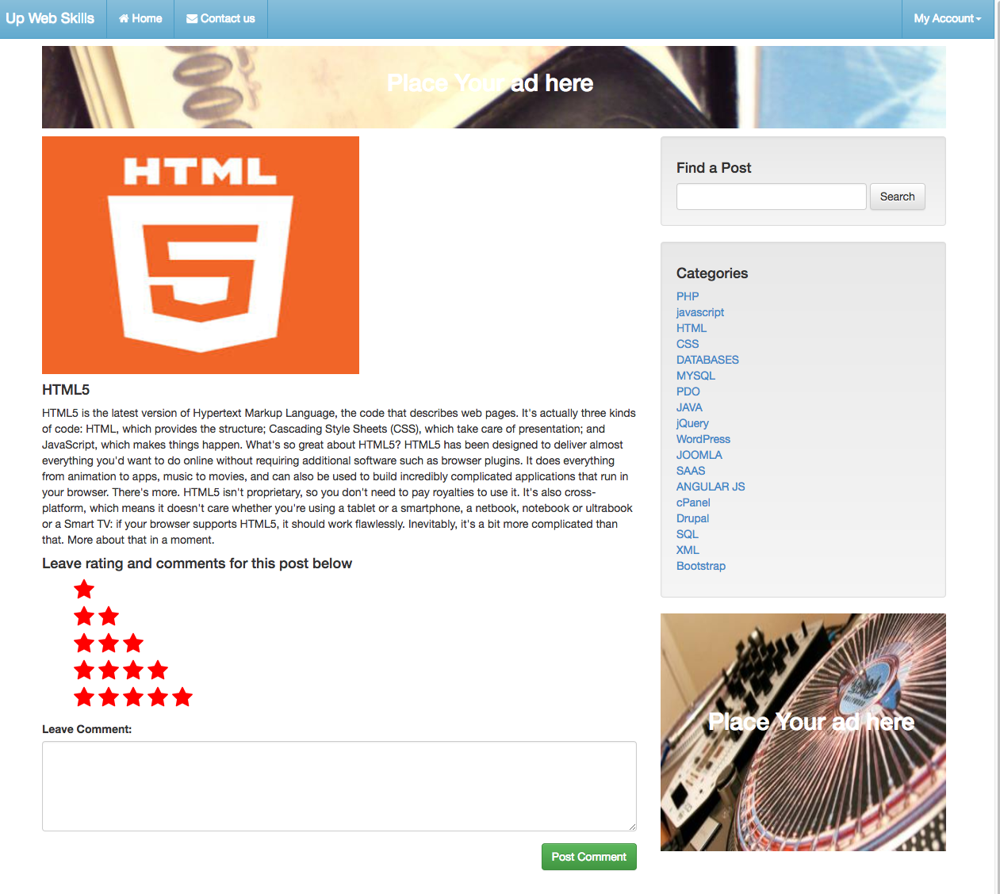 Up Web Skills
Home
Contact us
My Account
Place Your ad here
HTML
5
HTML5
HTML5 is the latest version of Hypertext Markup Language, the code that describes web pages. It's actually three kinds
of code: HTML, which provides the structure; Cascading Style Sheets (CSS), which take care of presentation; and
JavaScript, which makes things happen. What's so great about HTML5? HTML5 has been designed to deliver almost
everything you'd want to do online without requiring additional software such as browser plugins. It does everything
from animation to apps, music to movies, and can also be used to build incredibly complicated applications that run in
your browser. There's more. HTML5 isn't proprietary, so you don't need to pay royalties to use it. It's also cross-
platform, which means it doesn't care whether you're using a tablet or a smartphone, a netbook, notebook or ultrabook
or a Smart TV: if your browser supports HTML5, it should work flawlessly. Inevitably, it's a bit more complicated than
that. More about that in a moment.
Leave rating and comments for this post below
Leave Comment:
Post Comment
Find a Post
Search
Categories
PHP
javascript
HTML
CSS
DATABASES
MYSQL
PDO
JAVA
jQuery
WordPress
JOOMLA
SAAS
ANGULAR JS
cPanel
Drupal
SQL
XML
Bootstrap
Place Your ad here